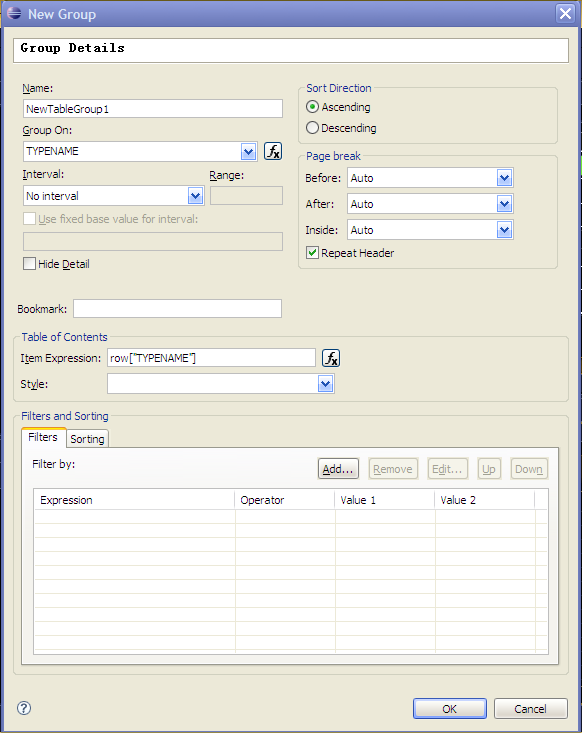 New Group
Group Details
Name:
NewTableGroup1
Group On:
TYPENAME
fx
Interval:
Range:
No interval
Use fixed base value for interval:
Hide Detail
Sort Direction
Ascending
Descending
Page break
Before: Auto
After: Auto
Inside: Auto
Repeat Header
Bookmark:
Table of Contents
Item Expression: row["TYPENAME"] fx
Style:
Filters and Sorting
Filters Sorting
Filter by: Add... Remove Edit... Up Down
Expression Operator Value 1 Value 2
? OK Cancel